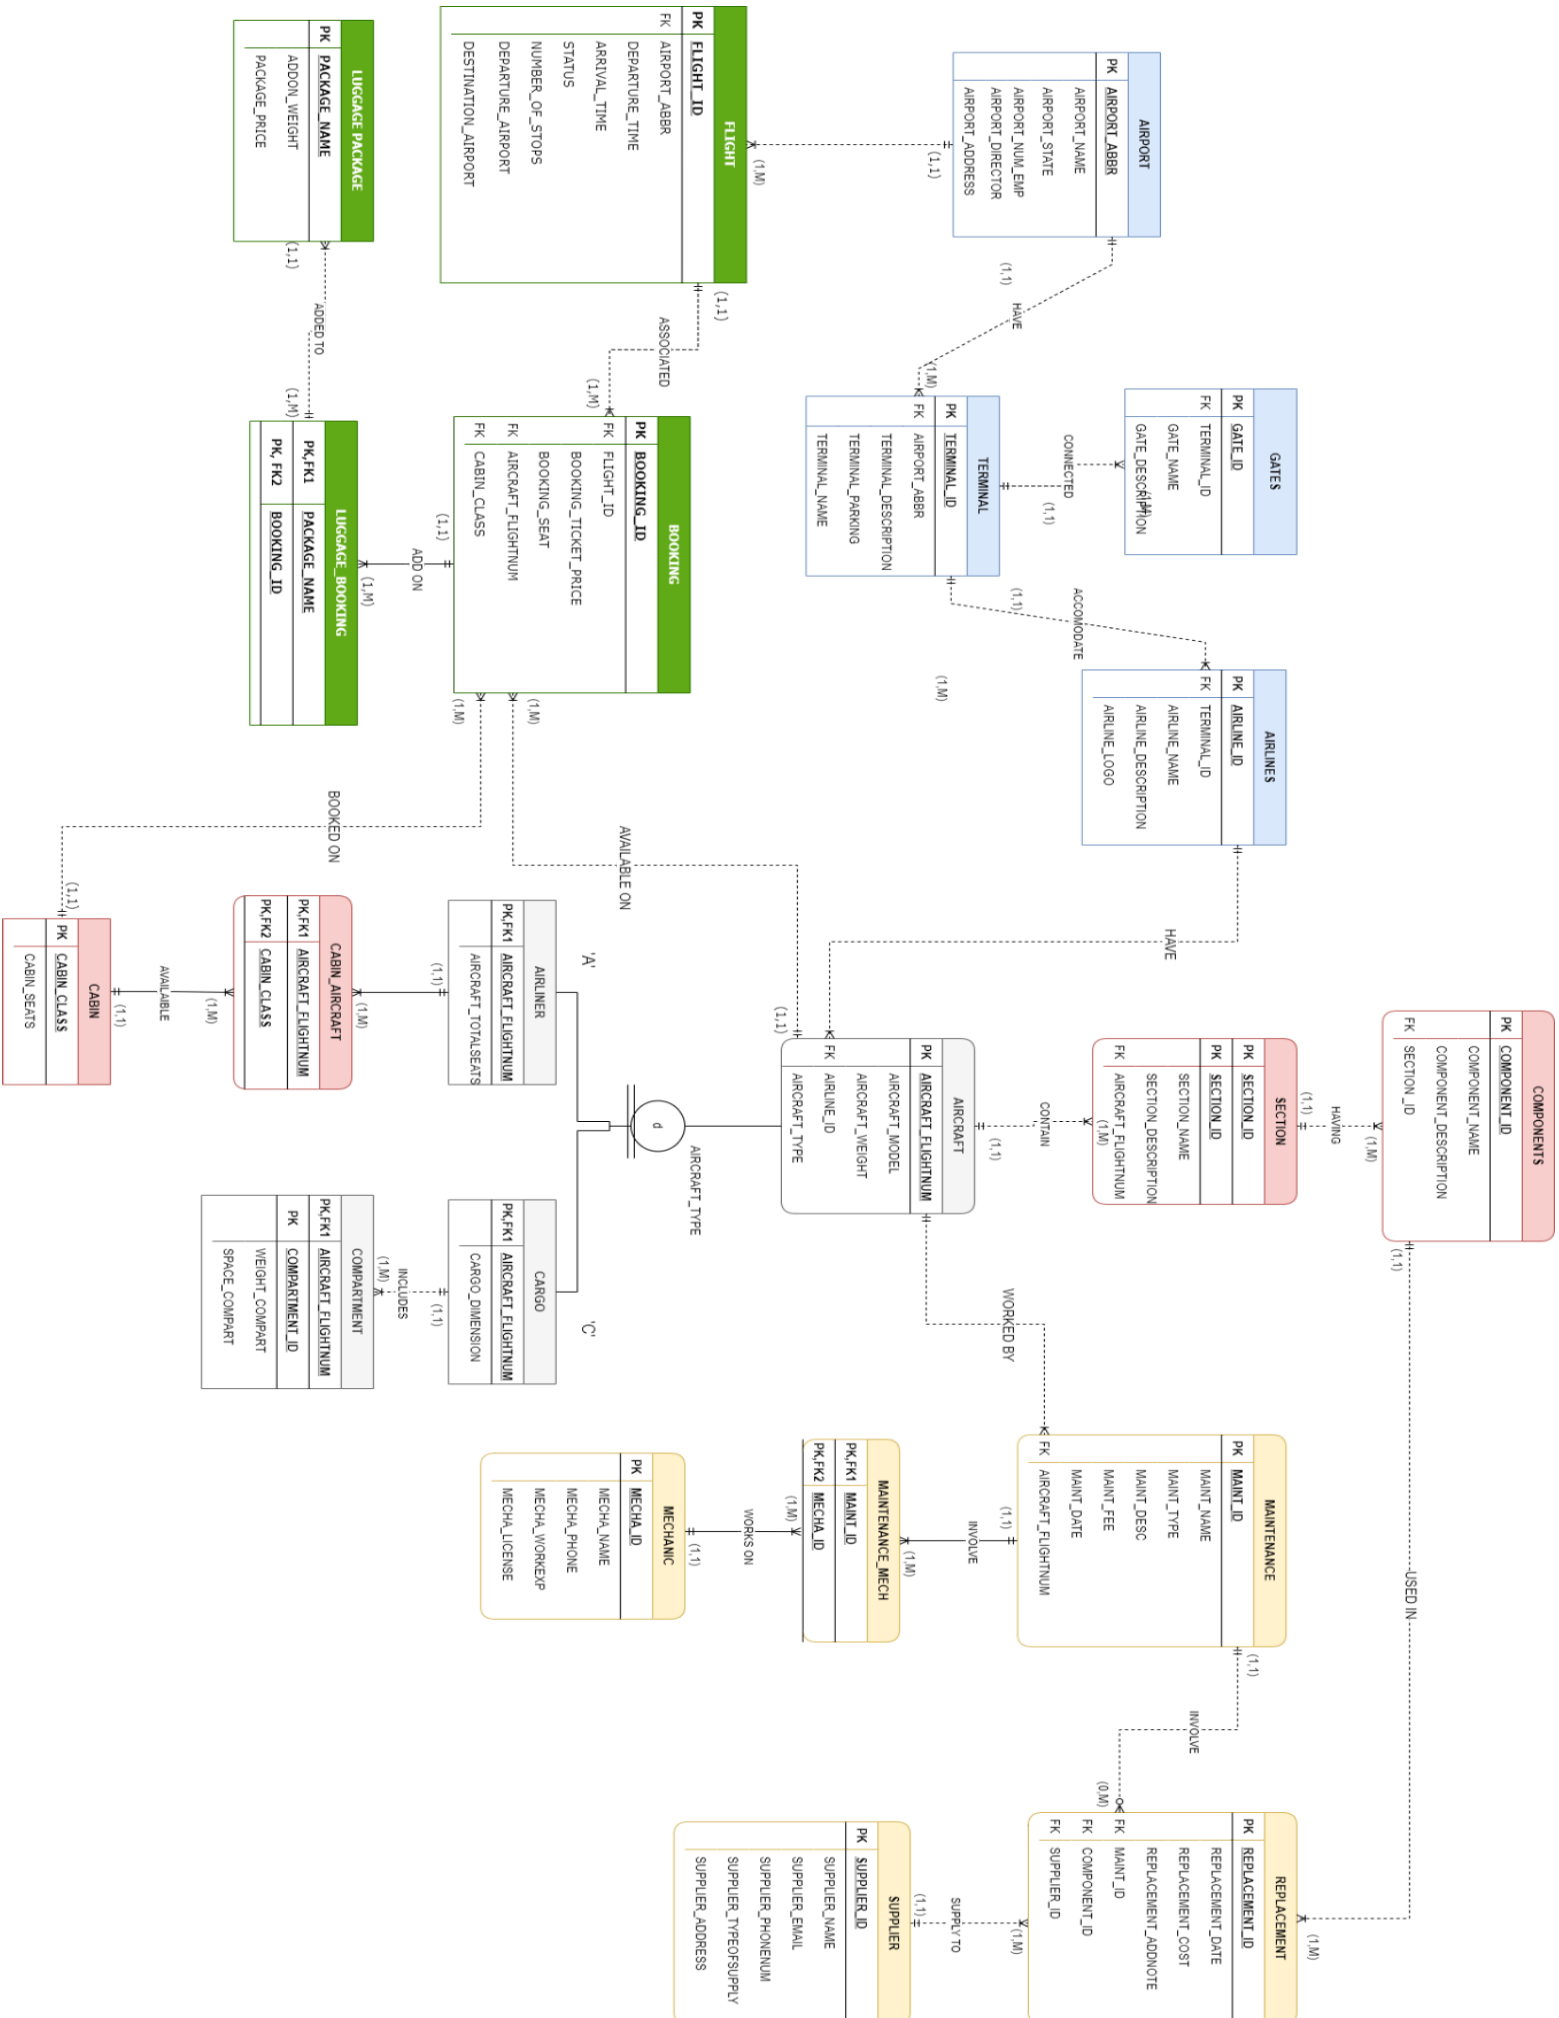 COMPONENTS
PK COMPONENT_ID
COMPONENT_NAME
COMPONENT_DESCRIPTION
FK SECTION_ID
(1,1)
(1,M)
HAVING
(1,1)
USED IN
(1,M)
GATES
PK GATE_ID
FK TERMINAL_ID
GATE_NAME
GATE_DESCRIPTION
(1,M)
CONNECTED
(1,1)
AIRLINES
PK AIRLINE_ID
FK TERMINAL_ID
AIRLINE_NAME
AIRLINE_DESCRIPTION
AIRLINE_LOGO
HAVE
SECTION
PK SECTION_ID
PK SECTION_ID
SECTION_NAME
SECTION_DESCRIPTION
FK AIRCRAFT_FLIGHTNUM
(1,M)
CONTAIN
(1,1)
MAINTENANCE
PK MAINT_ID
MAINT_NAME
MAINT_TYPE
MAINT_DESC
MAINT_FEE
MAINT_DATE
FK AIRCRAFT_FLIGHTNUM
(1,1)
INVOLVE
(0,M)
REPLACEMENT
PK REPLACEMENT_ID
REPLACEMENT_DATE
REPLACEMENT_COST
REPLACEMENT_ADDNOTE
FK MAINT_ID
FK COMPONENT_ID
FK SUPPLIER_ID
AIRPORT
PK AIRPORT_ABBR
AIRPORT_NAME
AIRPORT_STATE
AIRPORT_NUM_EMP
AIRPORT_DIRECTOR
AIRPORT_ADDRESS
(1,1)
HAVE
(1,M)
(1,1)
(1,M)
TERMINAL
PK TERMINAL_ID
FK AIRPORT_ABBR
TERMINAL_DESCRIPTION
TERMINAL_PARKING
TERMINAL_NAME
(1,1)
ACCOMODATE
(1,M)
AIRCRAFT
PK AIRCRAFT_FLIGHTNUM
AIRCRAFT_MODEL
AIRCRAFT_WEIGHT
FK AIRLINE_ID
AIRCRAFT_TYPE
(1,1)
WORKED BY
(1,1)
INVOLVE
(1,M)
MAINTENANCE_MECH
PK,FK1 MAINT_ID
PK,FK2 MECHA_ID
(1,M)
WORKS ON
(1,1)
(1,M)
SUPPLY TO
(1,1)
SUPPLIER
PK SUPPLIER_ID
SUPPLIER_NAME
SUPPLIER_EMAIL
SUPPLIER_PHONENUM
SUPPLIER_TYPEOFSUPPLY
SUPPLIER_ADDRESS
FLIGHT
PK FLIGHT_ID
FK AIRPORT_ABBR
DEPARTURE_TIME
ARRIVAL_TIME
STATUS
NUMBER_OF_STOPS
DEPARTURE_AIRPORT
DESTINATION_AIRPORT
(1,1)
ASSOCIATED
(1,M)
BOOKING
PK BOOKING_ID
FK FLIGHT_ID
BOOKING_TICKET_PRICE
BOOKING_SEAT
FK AIRCRAFT_FLIGHTNUM
FK CABIN_CLASS
(1,M)
(1,M)
AVAILABLE ON
AIRCRAFT_TYPE
d
'A'
'C'
MECHANIC
PK MECHA_ID
MECHA_NAME
MECHA_PHONE
MECHA_WORKEXP
MECHA_LICENSE
AIRLINER
PK,FK1 AIRCRAFT_FLIGHTNUM
AIRCRAFT_TOTALSEATS
(1,1)
(1,M)
CARGO
PK,FK1 AIRCRAFT_FLIGHTNUM
CARGO_DIMENSION
(1,1)
INCLUDES
(1,M)
(1,1)
ADD ON
(1,M)
LUGGAGE PACKAGE
PK PACKAGE_NAME
ADDON_WEIGHT
PACKAGE_PRICE
(1,1)
ADDED TO
(1,M)
LUGGAGE_BOOKING
PK,FK1 PACKAGE_NAME
PK, FK2 BOOKING_ID
BOOKED ON
CABIN_AIRCRAFT
PK,FK1 AIRCRAFT_FLIGHTNUM
PK,FK2 CABIN_CLASS
(1,M)
AVAILAIBLE
(1,1)
COMPARTMENT
PK,FK1 AIRCRAFT_FLIGHTNUM
PK COMPARTMENT_ID
WEIGHT_COMPART
SPACE_COMPART
(1,1)
CABIN
PK CABIN_CLASS
CABIN_SEATS